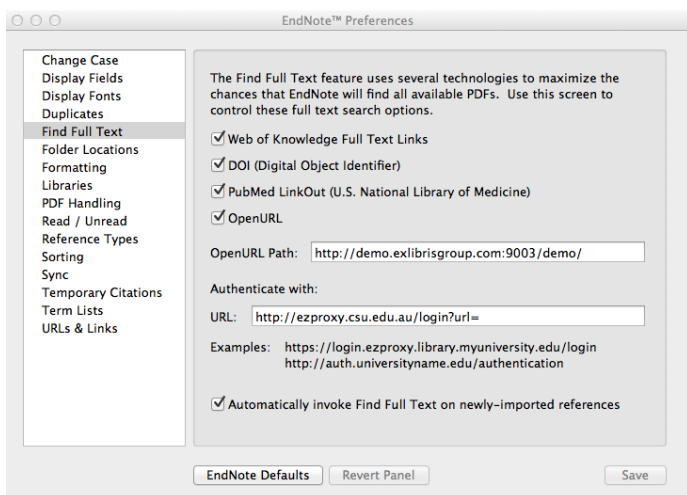 EndNote™ Preferences
Change Case
Display Fields
Display Fonts
Duplicates
Find Full Text
Folder Locations
Formatting
Libraries
PDF Handling
Read / Unread
Reference Types
Sorting
Sync
Temporary Citations
Term Lists
URLs & Links
The Find Full Text feature uses several technologies to maximize the
chances that EndNote will find all available PDFs.  Use this screen to
control these full text search options.
Web of Knowledge Full Text Links
DOI (Digital Object Identifier)
PubMed LinkOut (U.S. National Library of Medicine)
OpenURL
OpenURL Path: http://demo.exlibrisgroup.com:9003/demo/
Authenticate with:
URL: http://ezproxy.csu.edu.au/login?url=
Examples: https://login.ezproxy.library.myuniversity.edu/login
http://auth.universityname.edu/authentication
Automatically invoke Find Full Text on newly-imported references
EndNote Defaults Revert Panel Save